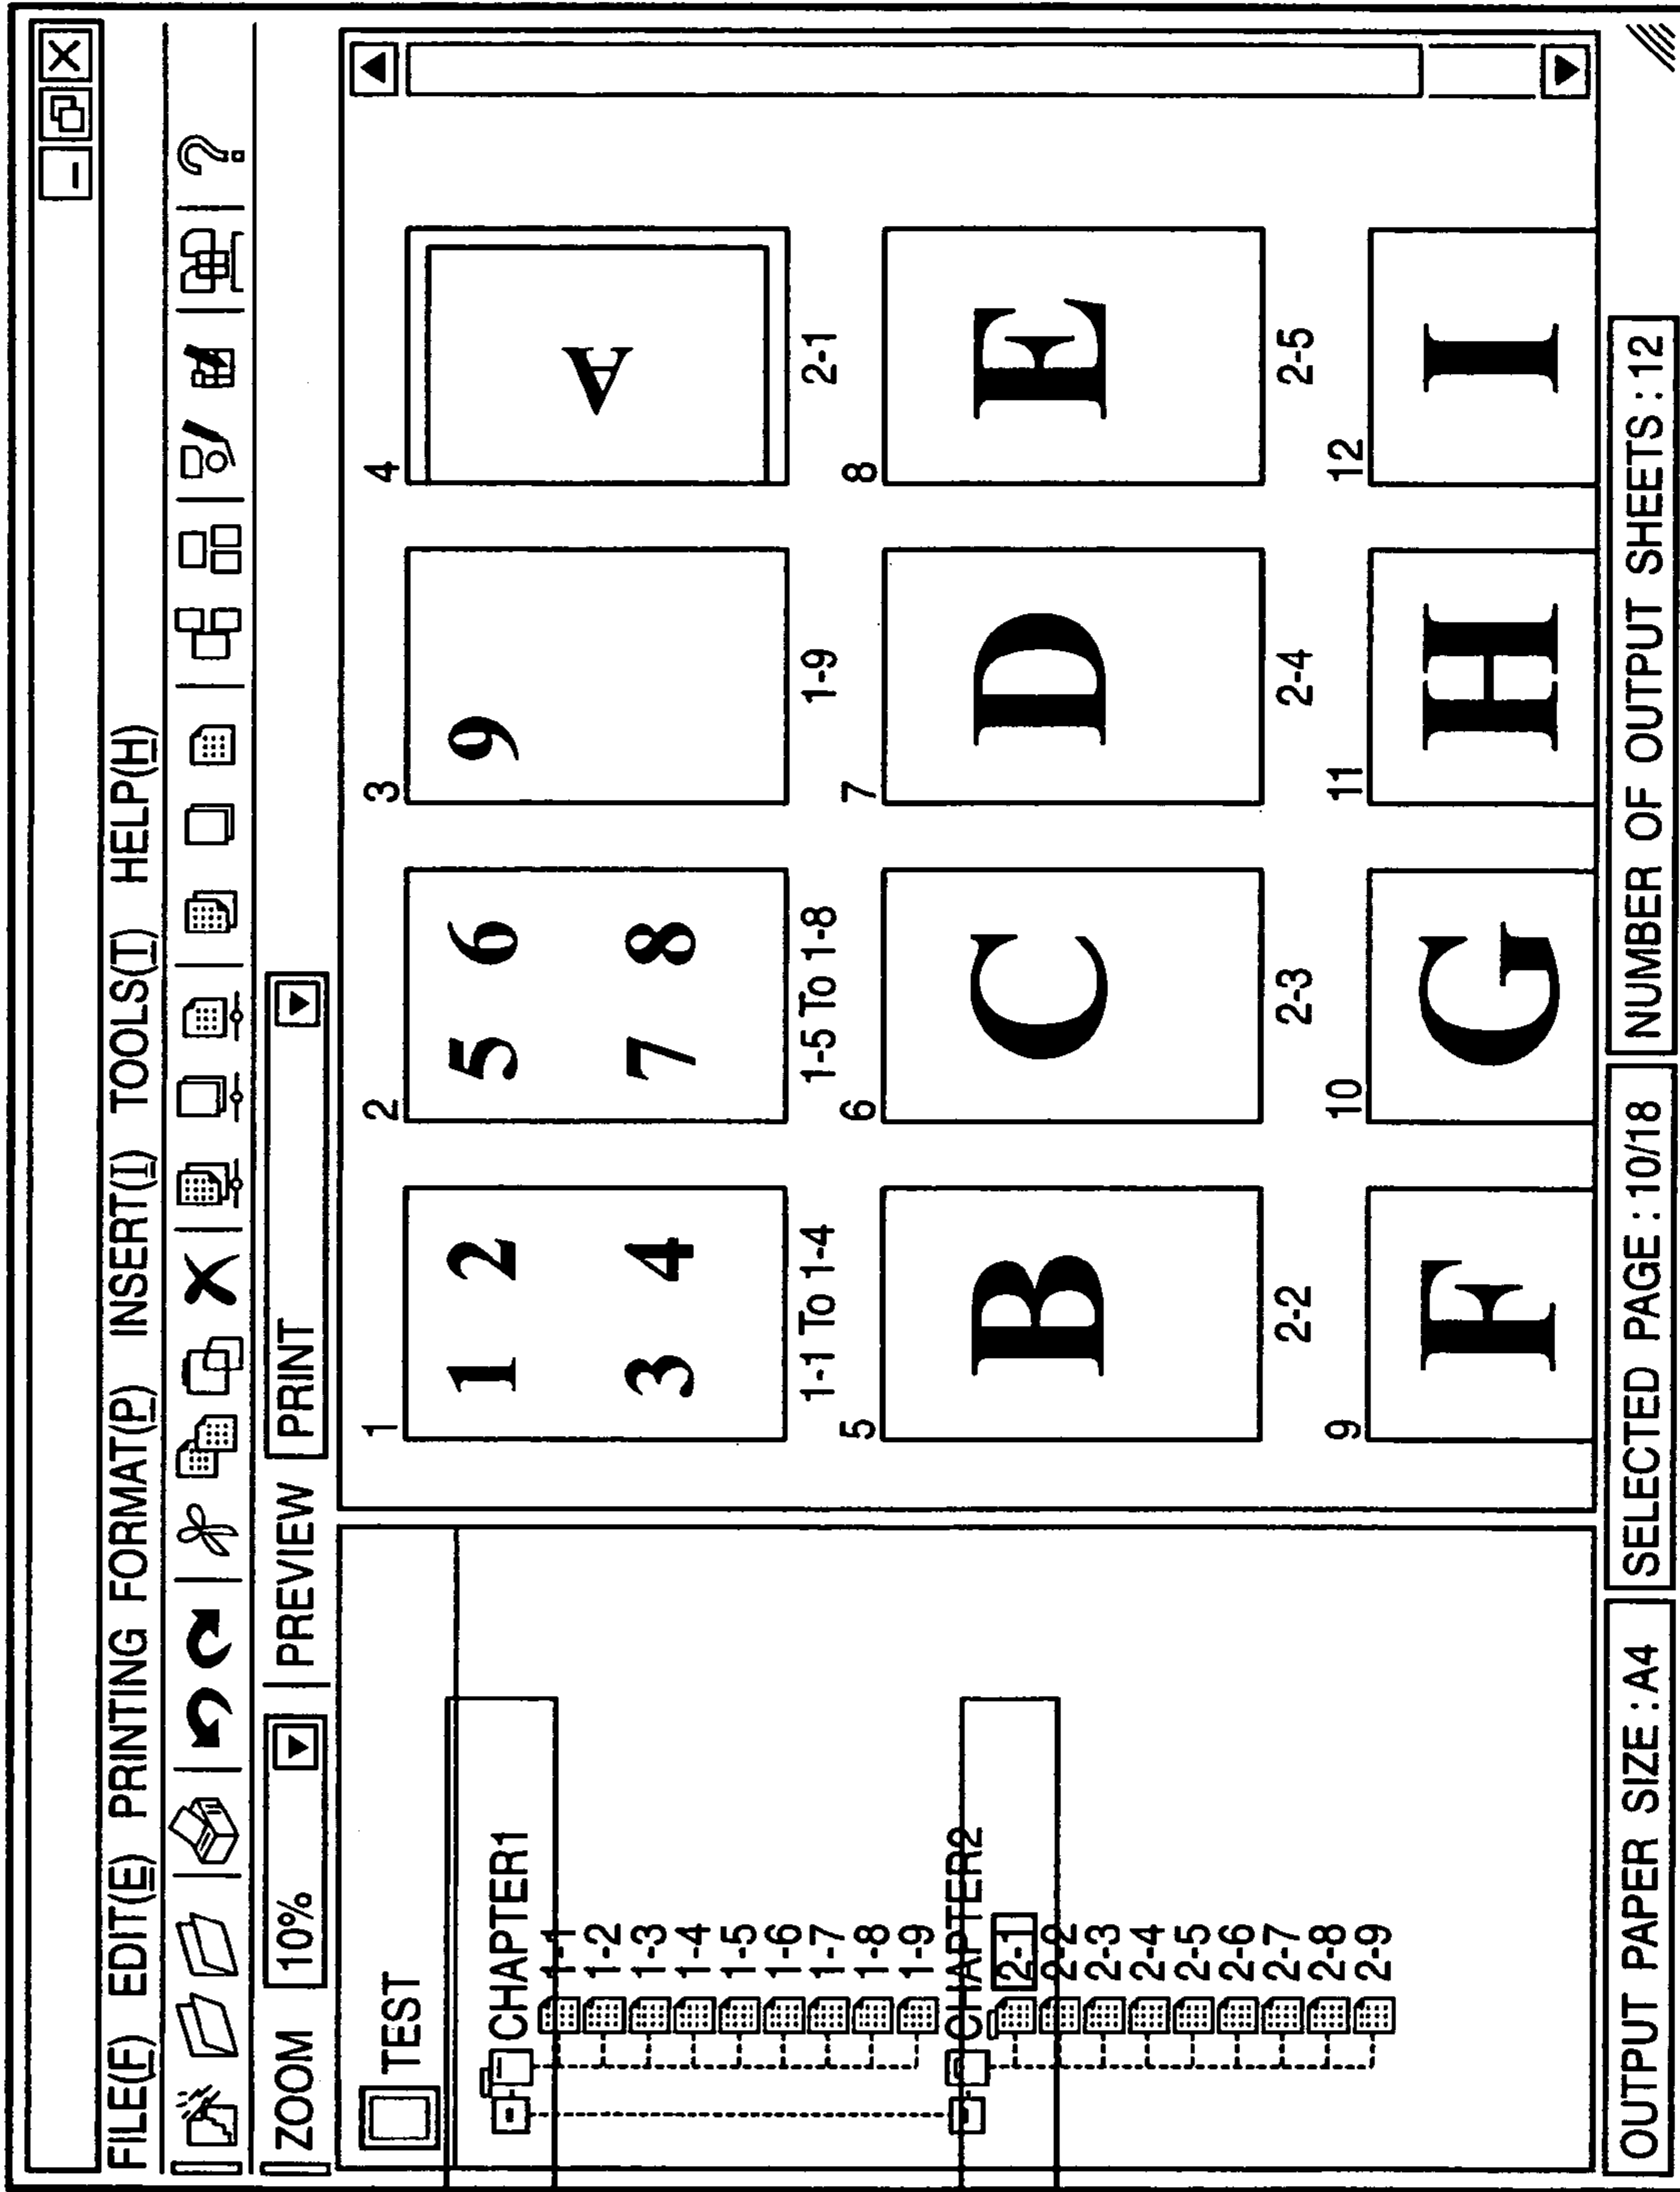 FILE(F) EDIT(E) PRINTING FORMAT(P) INSERT(I) TOOLS(T) HELP(H)
?
ZOOM 10% PREVIEW PRINT
TEST
CHAPTER1
1-1
1-2
1-3
1-4
1-5
1-6
1-7
1-8
1-9
CHAPTER2
2-1
2-2
2-3
2-4
2-5
2-6
2-7
2-8
2-9
1 2 3 4
1 2 5 6 9 A
3 4 7 8
1-1 To 1-4 1-5 To 1-8 1-9 2-1
5 6 7 8
B C D E
2-2 2-3 2-4 2-5
9 10 11 12
F G H I
OUTPUT PAPER SIZE : A4 SELECTED PAGE : 10/18 NUMBER OF OUTPUT SHEETS : 12